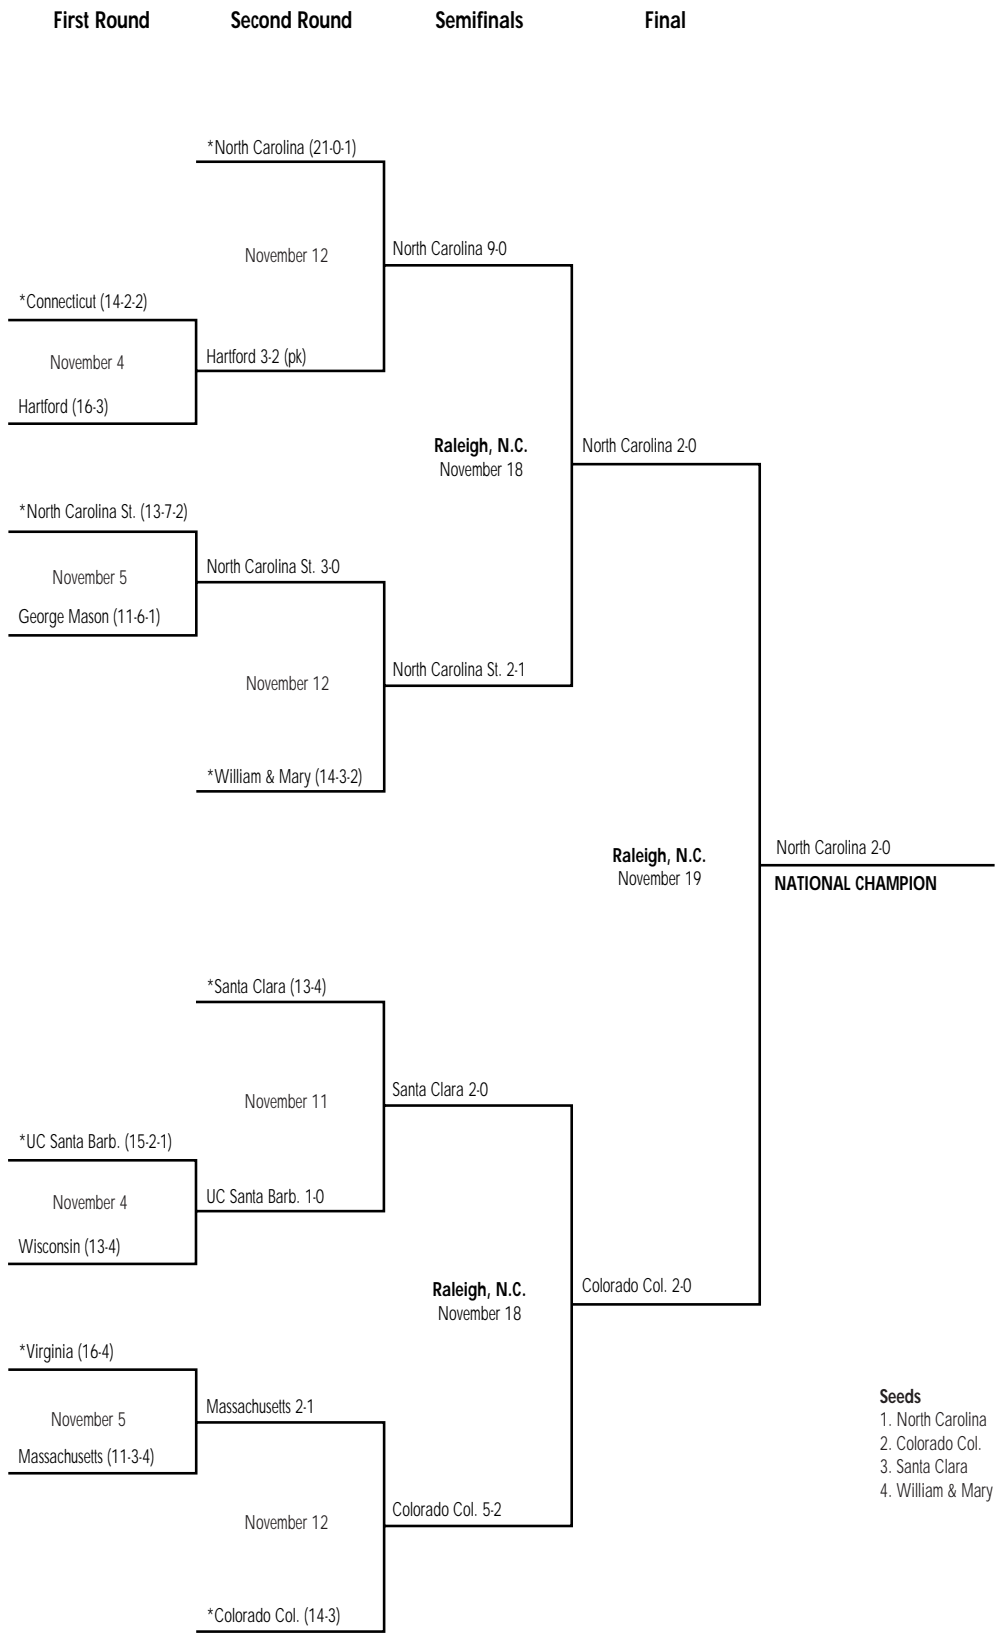 First Round Second Round Semifinals Final
*North Carolina (21-0-1)
November 12
North Carolina 9-0
*Connecticut (14-2-2)
November 4
Hartford 3-2 (pk)
Hartford (16-3)
Raleigh, N.C.
November 18
North Carolina 2-0
*North Carolina St. (13-7-2)
November 5
North Carolina St. 3-0
George Mason (11-6-1)
November 12
North Carolina St. 2-1
*William & Mary (14-3-2)
Raleigh, N.C.
November 19
North Carolina 2-0
NATIONAL CHAMPION
*Santa Clara (13-4)
November 11
Santa Clara 2-0
*UC Santa Barb. (15-2-1)
November 4
UC Santa Barb. 1-0
Wisconsin (13-4)
Raleigh, N.C.
November 18
Colorado Col. 2-0
*Virginia (16-4)
November 5
Massachusetts 2-1
Massachusetts (11-3-4)
November 12
Colorado Col. 5-2
*Colorado Col. (14-3)
Seeds
1. North Carolina
2. Colorado Col.
3. Santa Clara
4. William & Mary